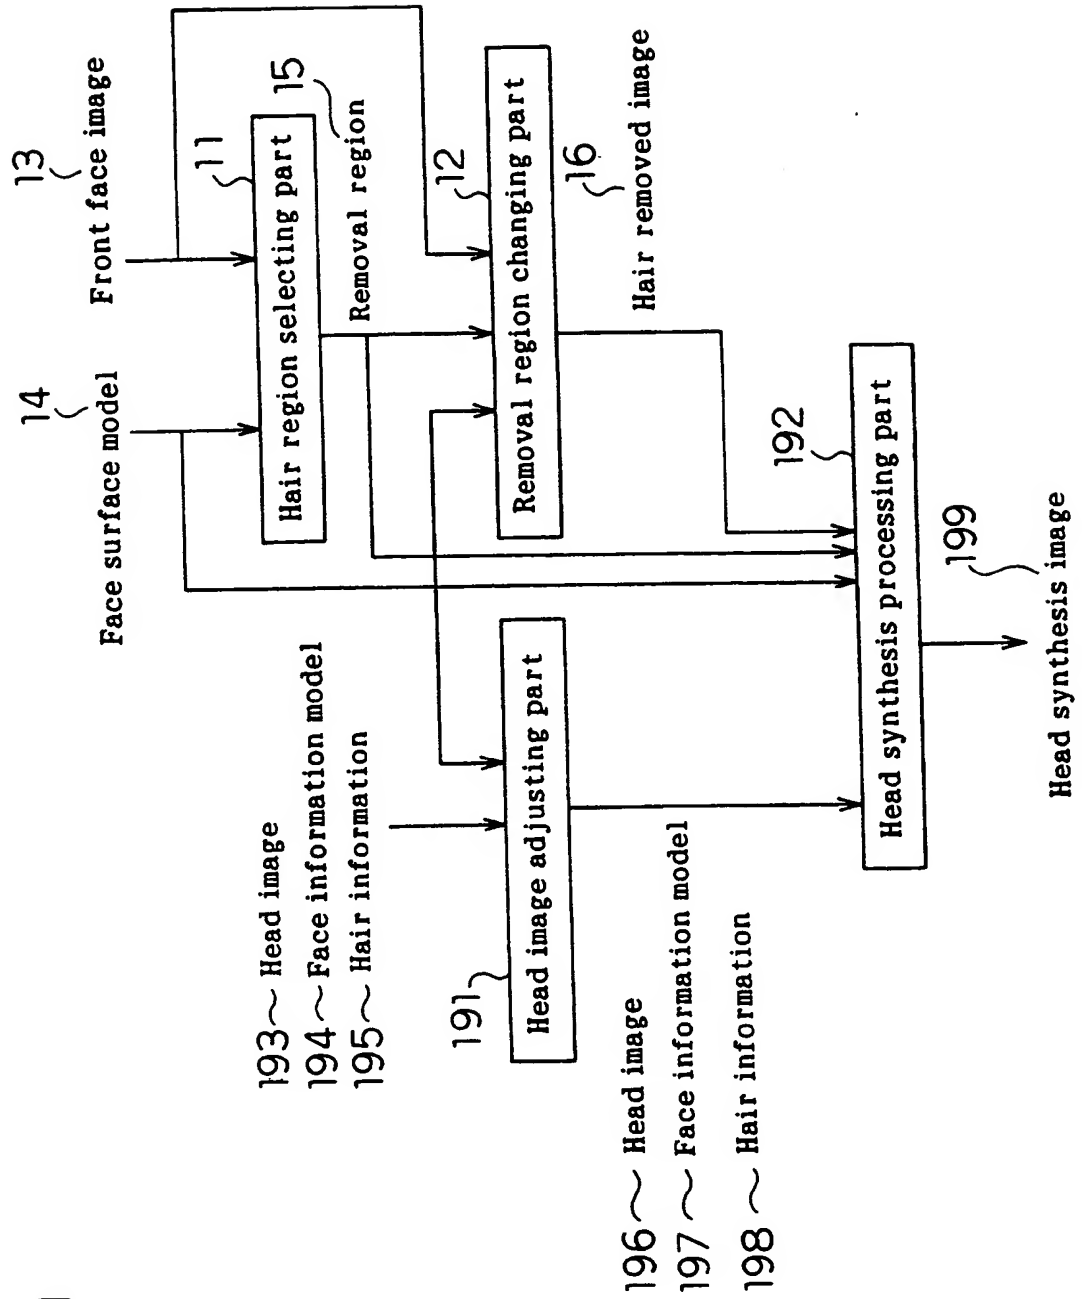 13
Front face image
14
Face surface model
11
Hair region selecting part
15
Removal region
193 Head image
194 Face information model
195 Hair information
12
Removal region changing part
191
Head image adjusting part
16
Hair removed image
196 Head image
197 Face information model
198 Hair information
192
Head synthesis processing part
199
Head synthesis image